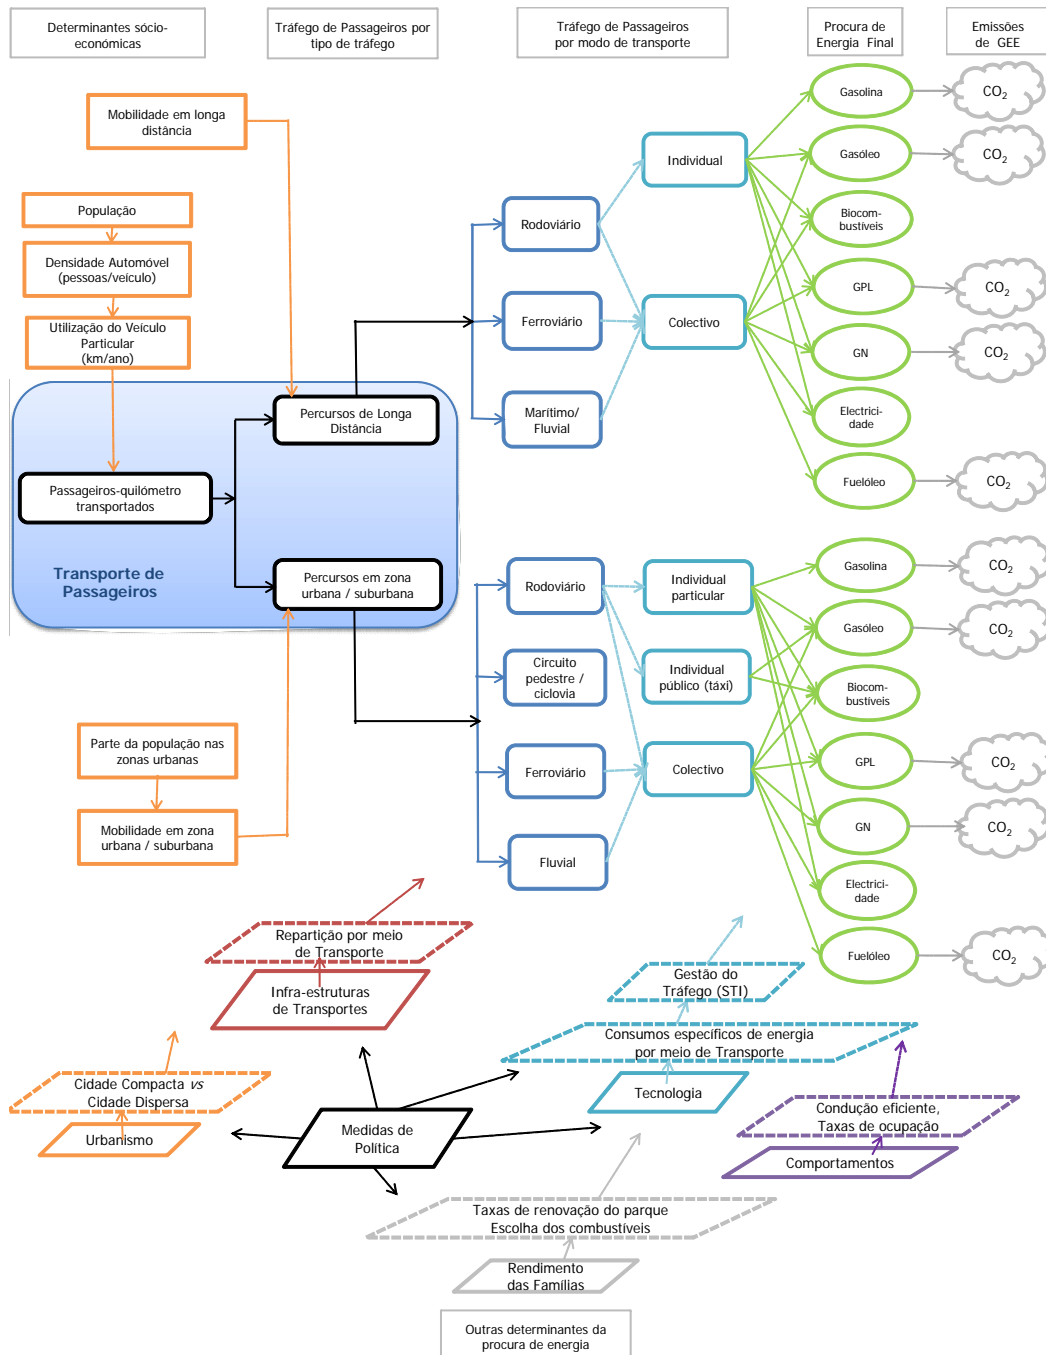 Determinantes sócio-
económicas
Tráfego de Passageiros por
tipo de tráfego
Tráfego de Passageiros
por modo de transporte
Procura de
Energia Final
Emissões
de GEE
Mobilidade em longa
distância
População
Densidade Automóvel
(pessoas/veículo)
Utilização do Veículo
Particular
(km/ano)
Passageiros-quilómetro
transportados
Percursos de Longa
Distância
Percursos em zona
urbana / suburbana
Transporte de
Passageiros
Parte da população nas
zonas urbanas
Mobilidade em zona
urbana / suburbana
Rodoviário
Ferroviário
Marítimo/
Fluvial
Individual
Colectivo
Gasolina
CO2
Gasóleo
CO2
Biocom-
bustíveis
GPL
CO2
GN
CO2
Electrici-
dade
Fuelóleo
CO2
Rodoviário
Circuito
pedestre /
ciclovia
Ferroviário
Fluvial
Individual
particular
Individual
público (táxi)
Colectivo
Gasolina
CO2
Gasóleo
CO2
Biocom-
bustíveis
GPL
CO2
GN
CO2
Electrici-
dade
Fuelóleo
CO2
Repartição por meio
de Transporte
Infra-estruturas
de Transportes
Gestão do
Tráfego (STI)
Consumos específicos de energia
por meio de Transporte
Tecnologia
Cidade Compacta vs
Cidade Dispersa
Urbanismo
Medidas de
Política
Condução eficiente,
Taxas de ocupação
Comportamentos
Taxas de renovação do parque
Escolha dos combustíveis
Rendimento
das Famílias
Outras determinantes da
procura de energia